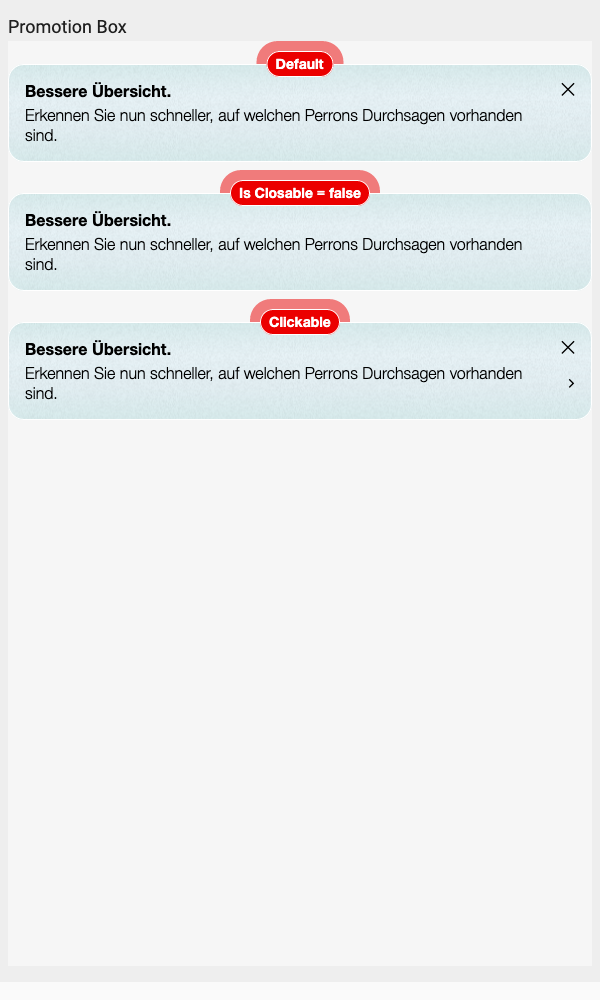 Promotion Box
Default
Bessere Übersicht.
Erkennen Sie nun schneller, auf welchen Perrons Durchsagen vorhanden
sind.
Is Closable = false
Bessere Übersicht.
Erkennen Sie nun schneller, auf welchen Perrons Durchsagen vorhanden
sind.
Clickable
Bessere Übersicht.
Erkennen Sie nun schneller, auf welchen Perrons Durchsagen vorhanden
sind.